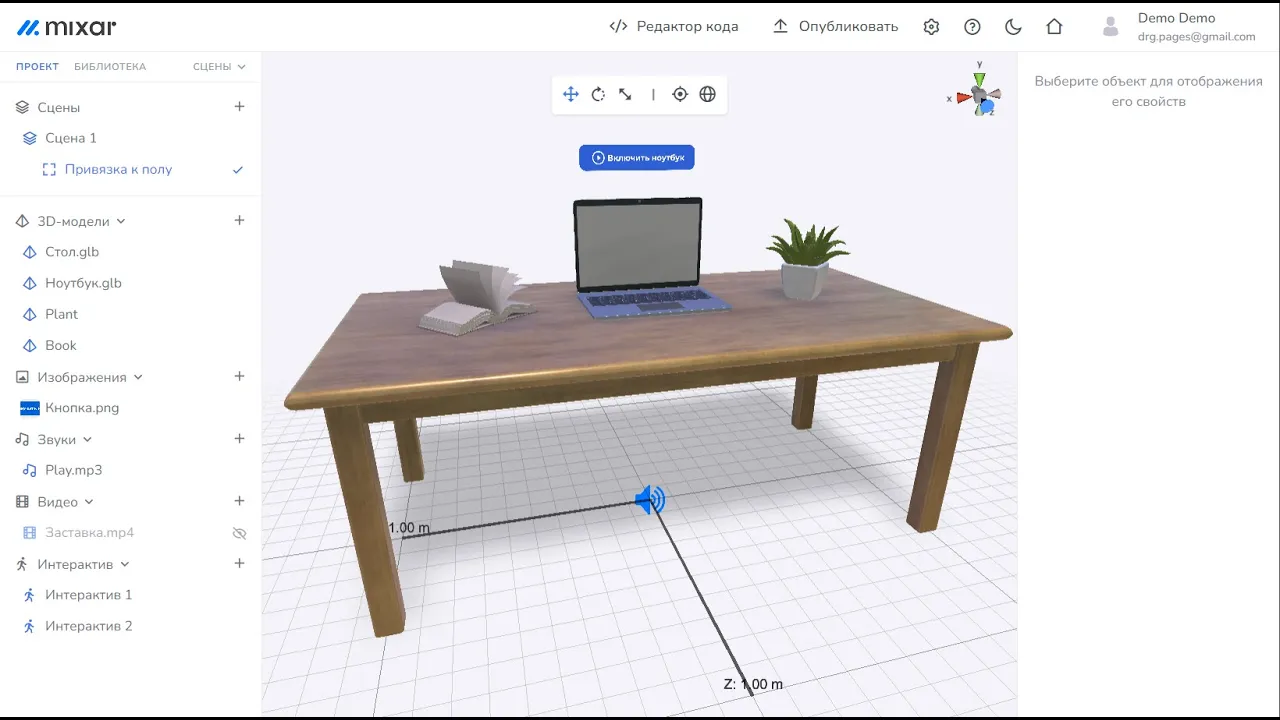 mixar
Редактор кода
Опубликовать
Demo Demo
drg.pages@gmail.com
ПРОЕКТ
БИБЛИОТЕКА
СЦЕНЫ
Сцены
Сцена 1
Привязка к полу
3D-модели
Стол.glb
Ноутбук.glb
Plant
Book
Изображения
Кнопка.png
Звуки
Play.mp3
Видео
Заставка.mp4
Интерактив
Интерактив 1
Интерактив 2
y
x
z
Включить ноутбук
1.00 m
Z: 1.00 m
Выберите объект для отображения
его свойств